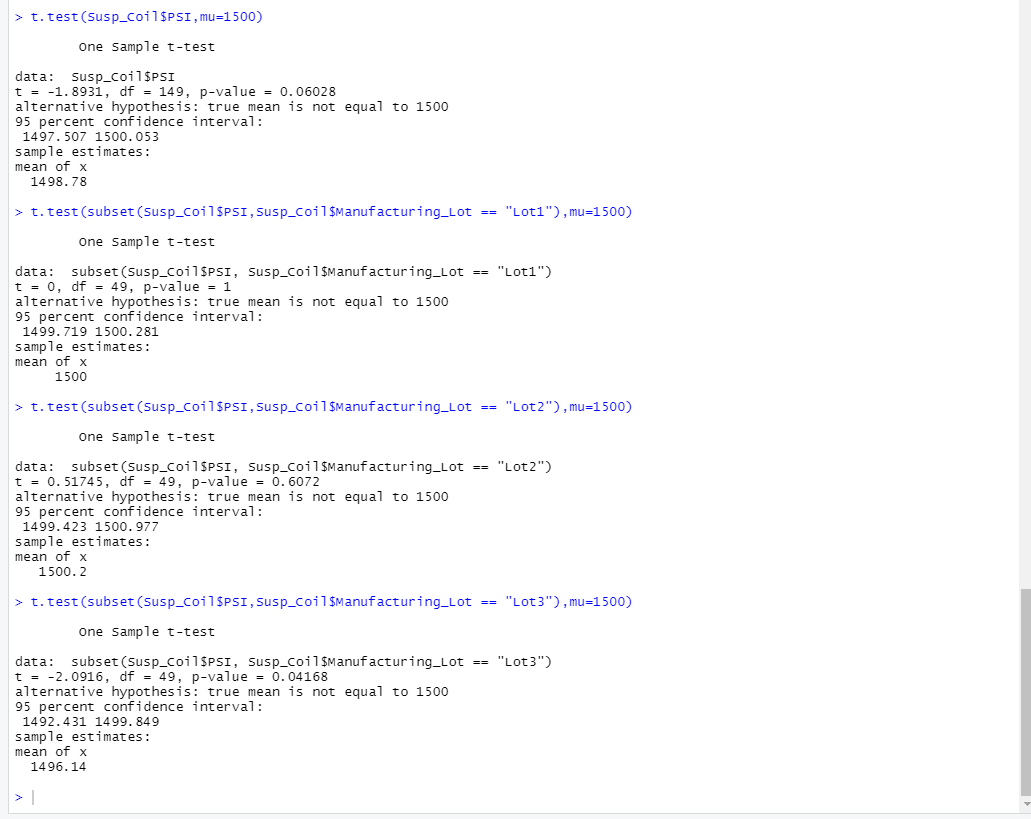 > t.test(Susp_Coil$PSI,mu=1500)
One Sample t-test
data:  Susp_Coil$PSI
t = -1.8931, df = 149, p-value = 0.06028
alternative hypothesis: true mean is not equal to 1500
95 percent confidence interval:
1497.507 1500.053
sample estimates:
mean of x
1498.78
> t.test(subset(Susp_Coil$PSI,Susp_Coil$Manufacturing_Lot == "Lot1"),mu=1500)
One Sample t-test
data:  subset(Susp_Coil$PSI, Susp_Coil$Manufacturing_Lot == "Lot1")
t = 0, df = 49, p-value = 1
alternative hypothesis: true mean is not equal to 1500
95 percent confidence interval:
1499.719 1500.281
sample estimates:
mean of x
1500
> t.test(subset(Susp_Coil$PSI,Susp_Coil$Manufacturing_Lot == "Lot2"),mu=1500)
One Sample t-test
data:  subset(Susp_Coil$PSI, Susp_Coil$Manufacturing_Lot == "Lot2")
t = 0.51745, df = 49, p-value = 0.6072
alternative hypothesis: true mean is not equal to 1500
95 percent confidence interval:
1499.423 1500.977
sample estimates:
mean of x
1500.2
> t.test(subset(Susp_Coil$PSI,Susp_Coil$Manufacturing_Lot == "Lot3"),mu=1500)
One Sample t-test
data:  subset(Susp_Coil$PSI, Susp_Coil$Manufacturing_Lot == "Lot3")
t = -2.0916, df = 49, p-value = 0.04168
alternative hypothesis: true mean is not equal to 1500
95 percent confidence interval:
1492.431 1499.849
sample estimates:
mean of x
1496.14
>